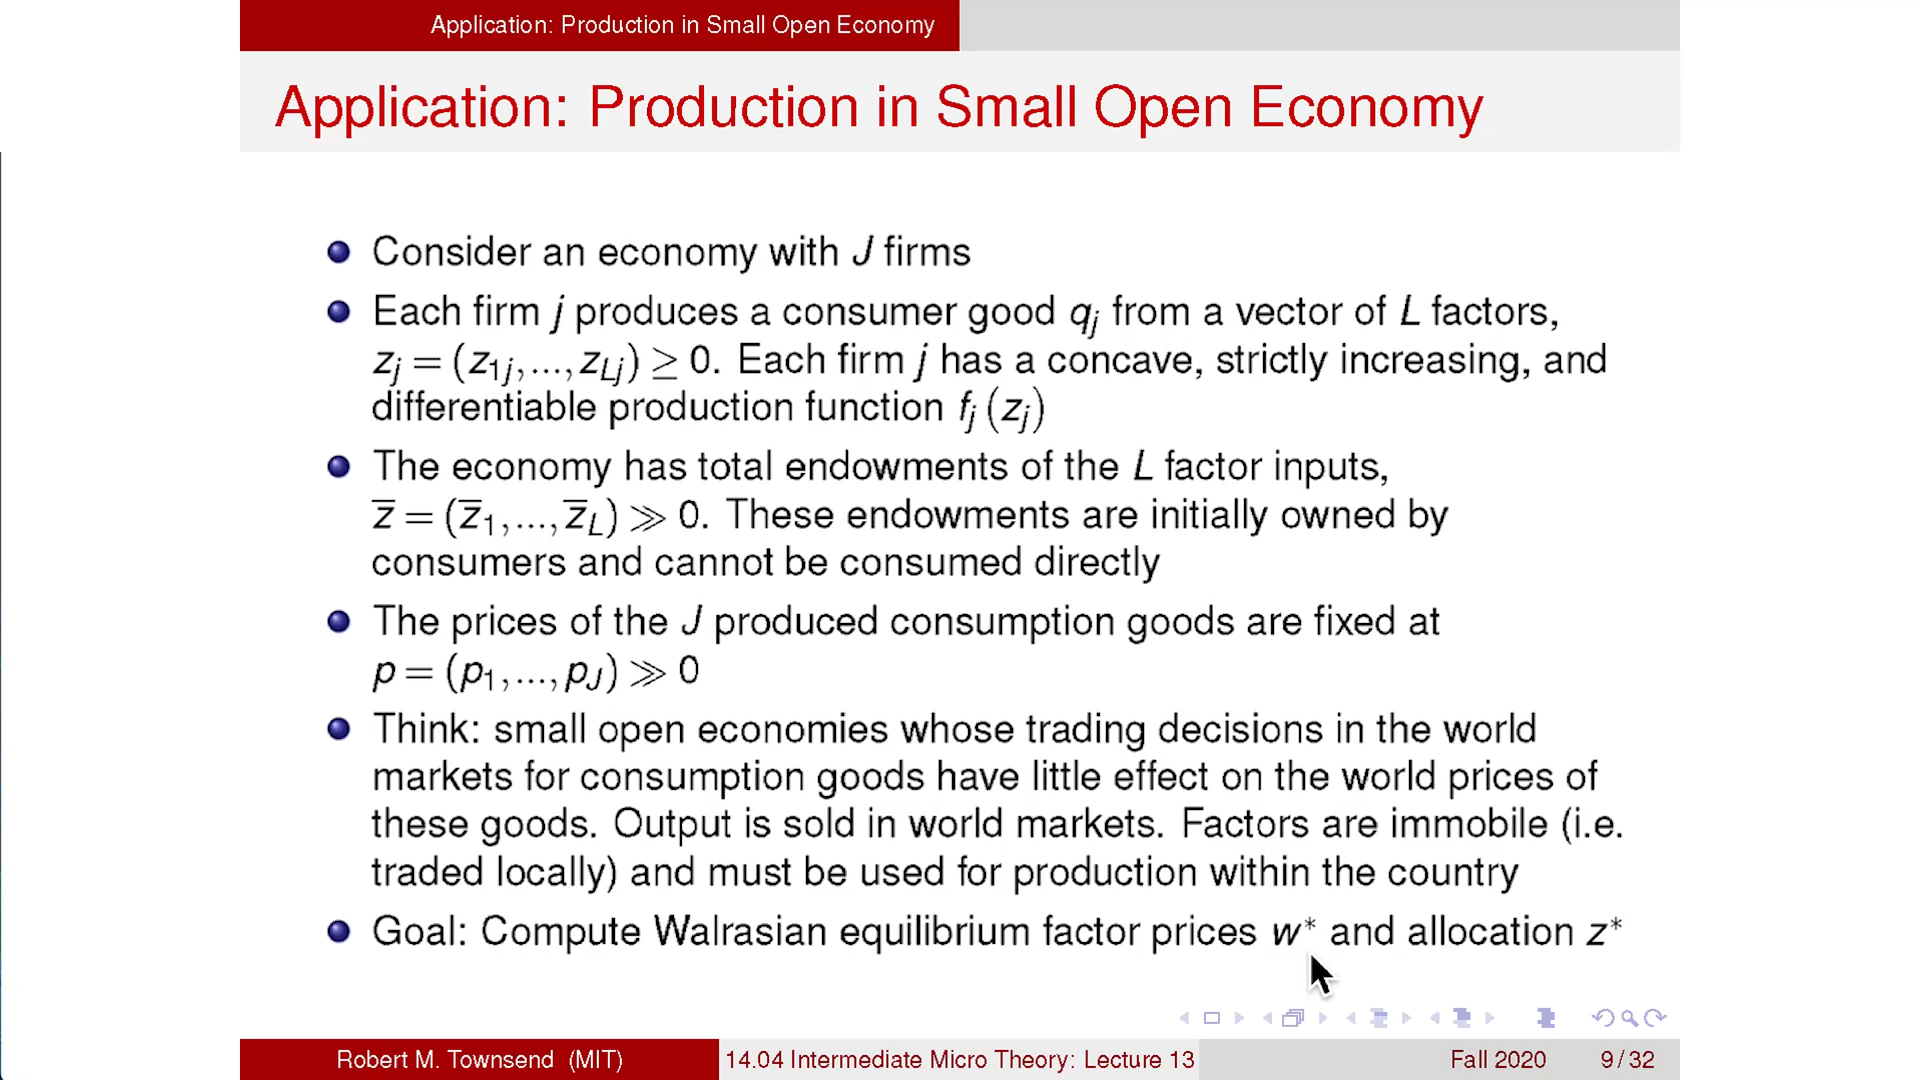 Application: Production in Small Open Economy
Application: Production in Small Open Economy
Consider an economy with J firms
Each firm j produces a consumer good qj from a vector of L factors,
zj = (z1j,...,zLj) ≥ 0. Each firm j has a concave, strictly increasing, and
differentiable production function fj (zj)
The economy has total endowments of the L factor inputs,
z̅ = (z̅1,...,z̅L) ≫ 0. These endowments are initially owned by
consumers and cannot be consumed directly
The prices of the J produced consumption goods are fixed at
p = (p1,...,pJ) ≫ 0
Think: small open economies whose trading decisions in the world
markets for consumption goods have little effect on the world prices of
these goods. Output is sold in world markets. Factors are immobile (i.e.
traded locally) and must be used for production within the country
Goal: Compute Walrasian equilibrium factor prices w* and allocation z*
Robert M. Townsend (MIT) 14.04 Intermediate Micro Theory: Lecture 13 Fall 2020 9 / 32